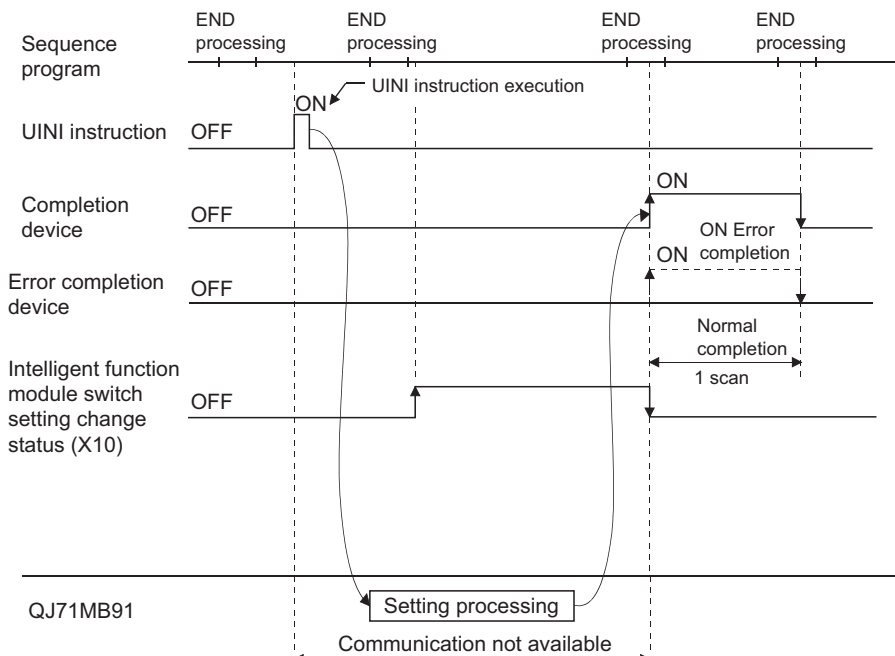 END
processing
END
processing
END
processing
END
processing
Sequence
program
UINI instruction execution
ON
UINI instruction
OFF
ON
Completion
device
OFF
ON Error
completion
ON
Error completion
device
OFF
Normal
completion
1 scan
Intelligent function
module switch
setting change
status (X10)
OFF
QJ71MB91
Setting processing
Communication not available